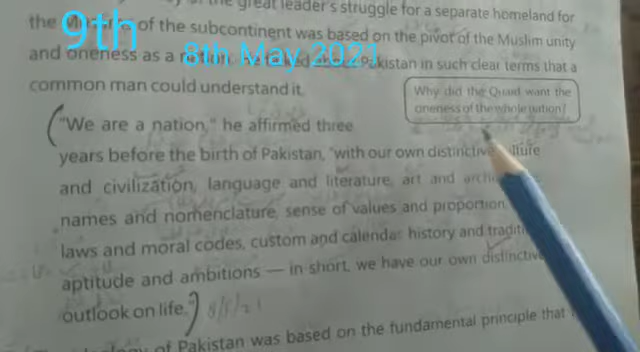 great leader's struggle for a separate homeland for
the of the subcontinent was based on the pivot of the Muslim unity
9th
and oneness as a Pakistan in such clear terms that a
8th May 2021
common man could understand it.
Why did the Quaid want the
oneness of the whole nation?
"We are a nation," he affirmed three
years before the birth of Pakistan, "with our own distinctive
and civilization, language and literature, art and
names and nomenclature, sense of values and proportion,
laws and moral codes, custom and calendar history and
aptitude and ambitions — in short, we have our own distinctive
outlook on life."
of Pakistan was based on the fundamental principle that